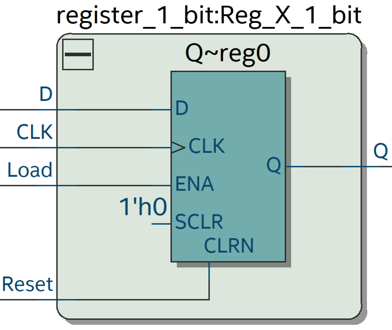 register_1_bit:Reg_X_1_bit
Q~reg0
D
D
CLK
CLK
Q
Q
Load
ENA
1'h0
SCLR
CLRN
Reset